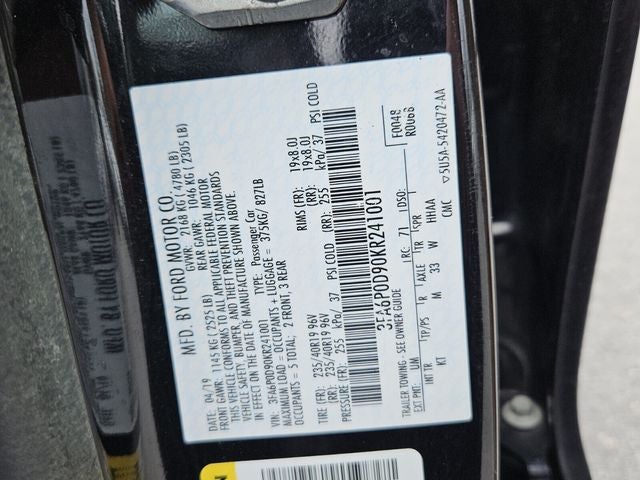 MFD. BY FORD MOTOR CO.
DATE: 04/19 GVWR: 2168 KG ( 4780 LB)
FRONT GAWR: 1145 KG ( 2525 LB) REAR GAWR: 1046 KG ( 2305 LB)
THIS VEHICLE CONFORMS TO ALL APPLICABLE FEDERAL MOTOR
VEHICLE SAFETY, BUMPER, AND THEFT PREVENTION STANDARDS
IN EFFECT ON THE DATE OF MANUFACTURE SHOWN ABOVE.
VIN: 3FA6P0D90KR241001 TYPE: Passenger Car
MAXIMUM LOAD = OCCUPANTS + LUGGAGE = 375KG/ 827LB
OCCUPANTS = 5 TOTAL: 2 FRONT, 3 REAR
TIRE (FR): 235/40R19 96V RIMS (FR): 19x8.0J
(RR): 235/40R19 96V (RR): 19x8.0J
PRESSURE (FR): 255 kPa/ 37 PSI COLD (RR): 255 kPa/ 37 PSI COLD
3FA6P0D90KR241001
F0048
R0068
TRAILER TOWING - SEE OWNER GUIDE RC: 71 DSO:
EXT PNT: UM
INT TR TP/PS R AXLE TR SPR
KT M 33 W HHAA
CMC ▽5U5A-5420472-AA